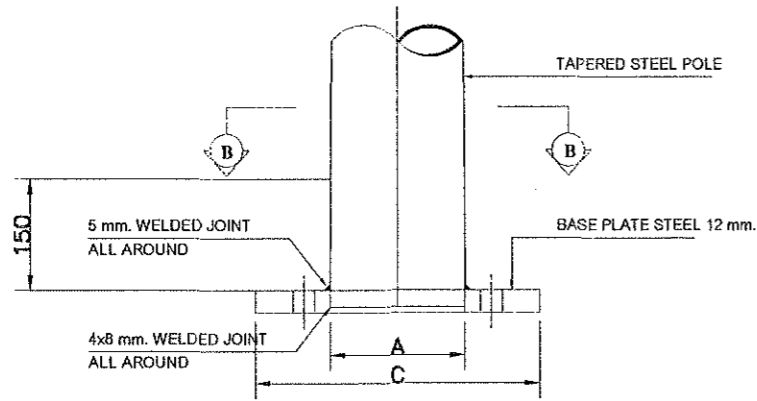 TAPERED STEEL POLE
B
B
150
5 mm. WELDED JOINT
ALL AROUND
BASE PLATE STEEL 12 mm.
4x8 mm. WELDED JOINT
ALL AROUND
A
C